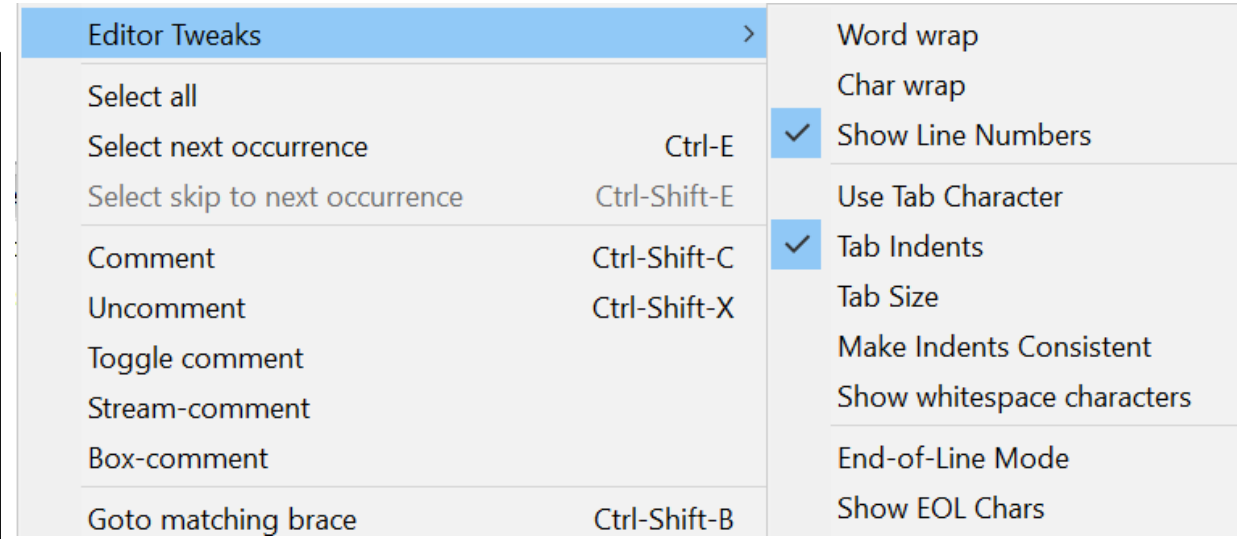 Editor Tweaks >
Select all
Select next occurrence Ctrl-E
Select skip to next occurrence Ctrl-Shift-E
Comment Ctrl-Shift-C
Uncomment Ctrl-Shift-X
Toggle comment
Stream-comment
Box-comment
Goto matching brace Ctrl-Shift-B
Word wrap
Char wrap
Show Line Numbers
Use Tab Character
Tab Indents
Tab Size
Make Indents Consistent
Show whitespace characters
End-of-Line Mode
Show EOL Chars